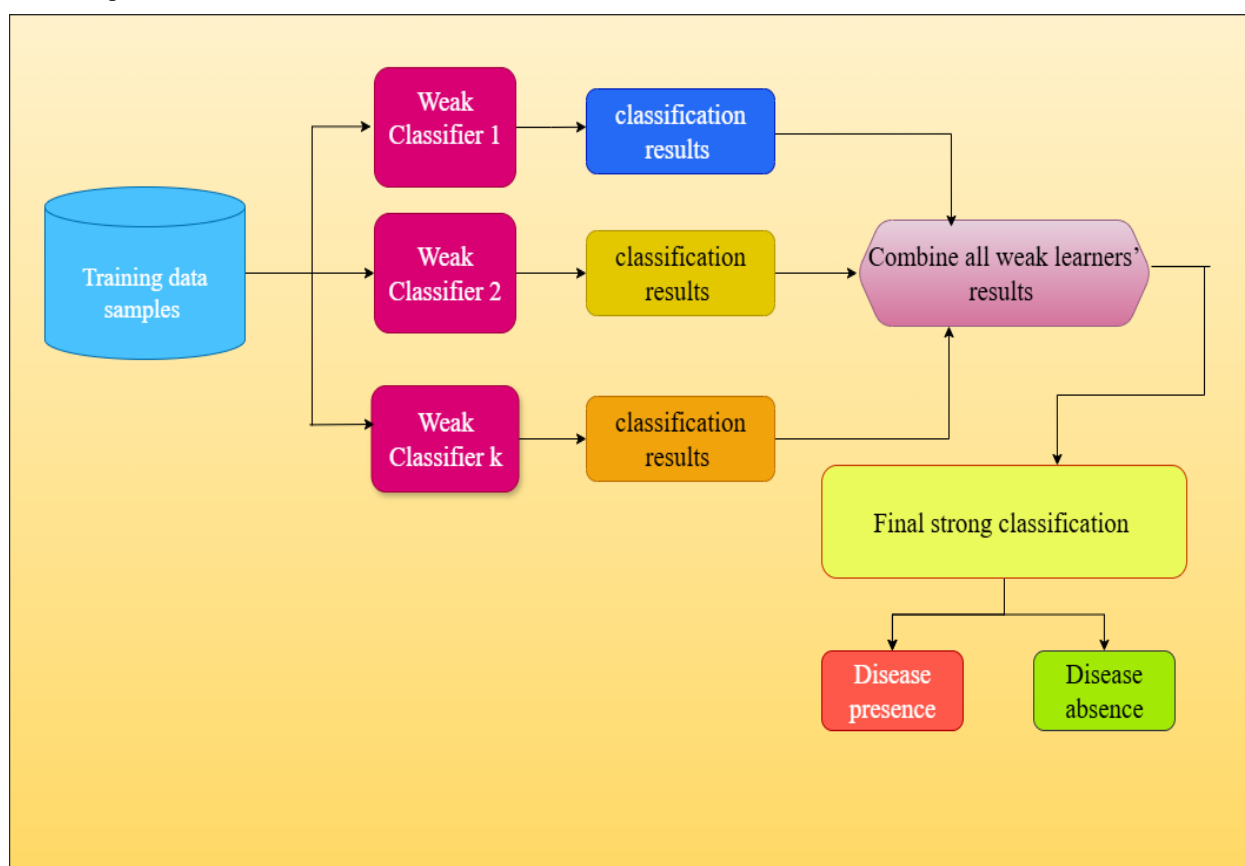 Weak
Classifier 1
classification
results
Training data
samples
Weak
Classifier 2
classification
results
Combine all weak learners’
results
Weak
Classifier k
classification
results
Final strong classification
Disease
presence
Disease
absence